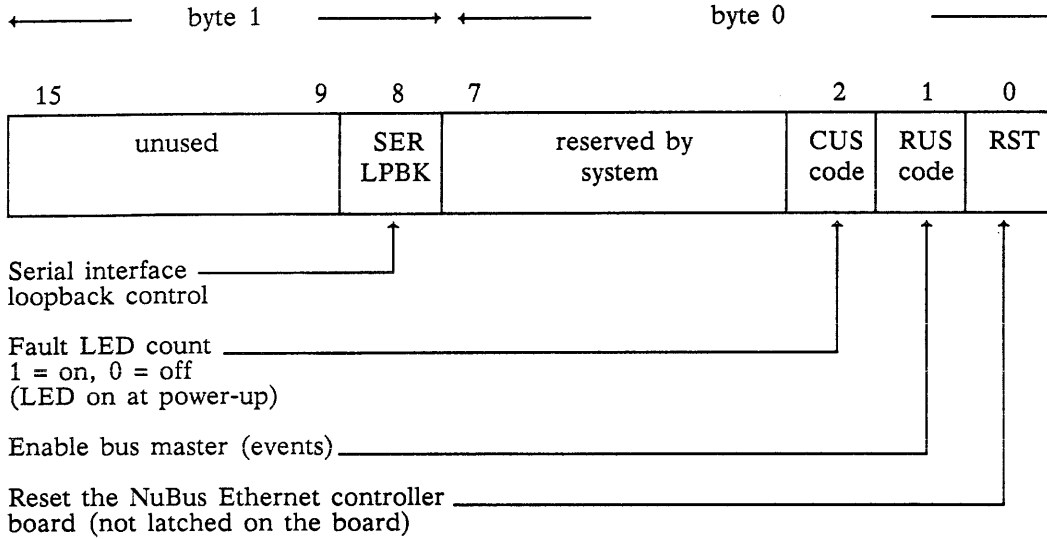 byte 1 byte 0
15 9 8 7 2 1 0
unused SER reserved by CUS RUS RST
LPBK system code code
Serial interface
loopback control
Fault LED count
1 = on, 0 = off
(LED on at power-up)
Enable bus master (events)
Reset the NuBus Ethernet controller
board (not latched on the board)